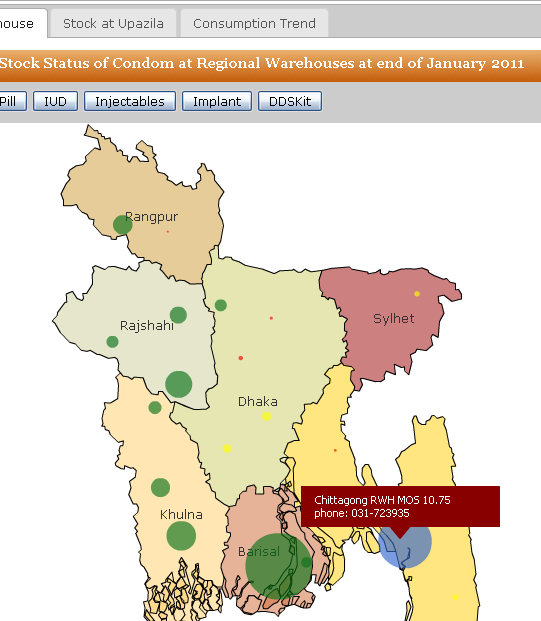 house Stock at Upazila Consumption Trend
Stock Status of Condom at Regional Warehouses at end of January 2011
Pill IUD Injectables Implant DDSKit
Rangpur
Rajshahi
Sylhet
Dhaka
Chittagong RWH MOS 10.75
phone: 031-723935
Khulna
Barisal